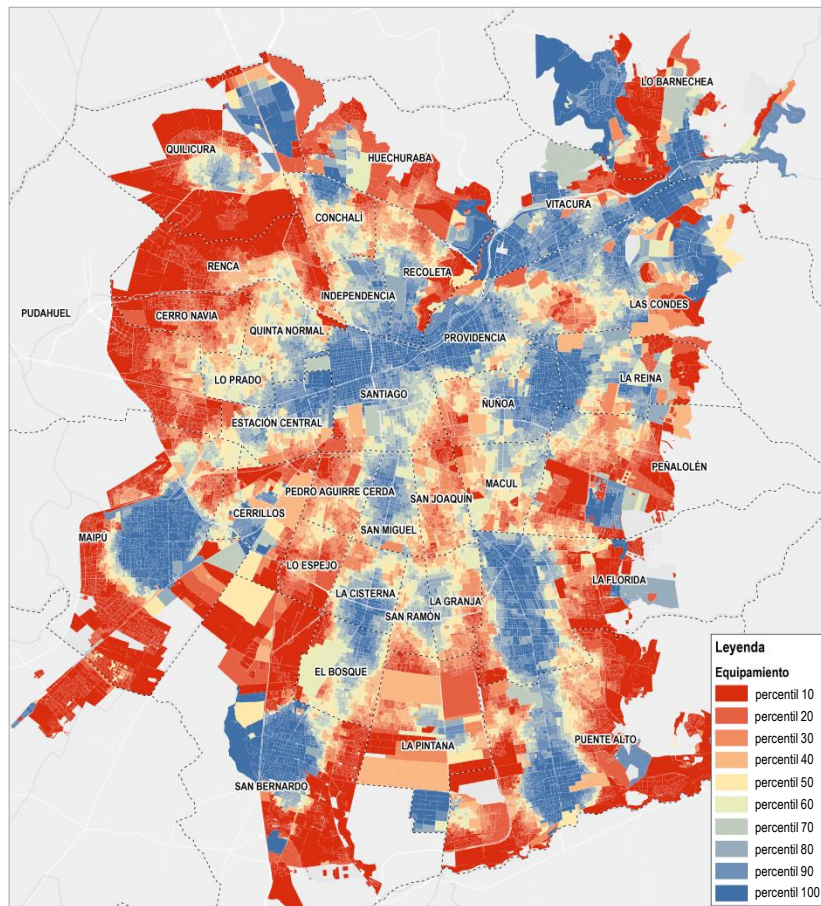 LO BARNECHEA
QUILICURA
HUECHURABA
VITACURA
CONCHALÍ
RENCA
RECOLETA
INDEPENDENCIA
LAS CONDES
PUDAHUEL
CERRO NAVIA
QUINTA NORMAL
PROVIDENCIA
LO PRADO
LA REINA
SANTIAGO
ÑUÑOA
ESTACIÓN CENTRAL
PEÑALOLÉN
MACUL
PEDRO AGUIRRE CERDA
SAN JOAQUÍN
CERRILLOS
SAN MIGUEL
MAIPÚ
LO ESPEJO
LA FLORIDA
LA CISTERNA
LA GRANJA
SAN RAMÓN
EL BOSQUE
PUENTE ALTO
LA PINTANA
SAN BERNARDO
Leyenda
Equipamiento
percentil 10
percentil 20
percentil 30
percentil 40
percentil 50
percentil 60
percentil 70
percentil 80
percentil 90
percentil 100